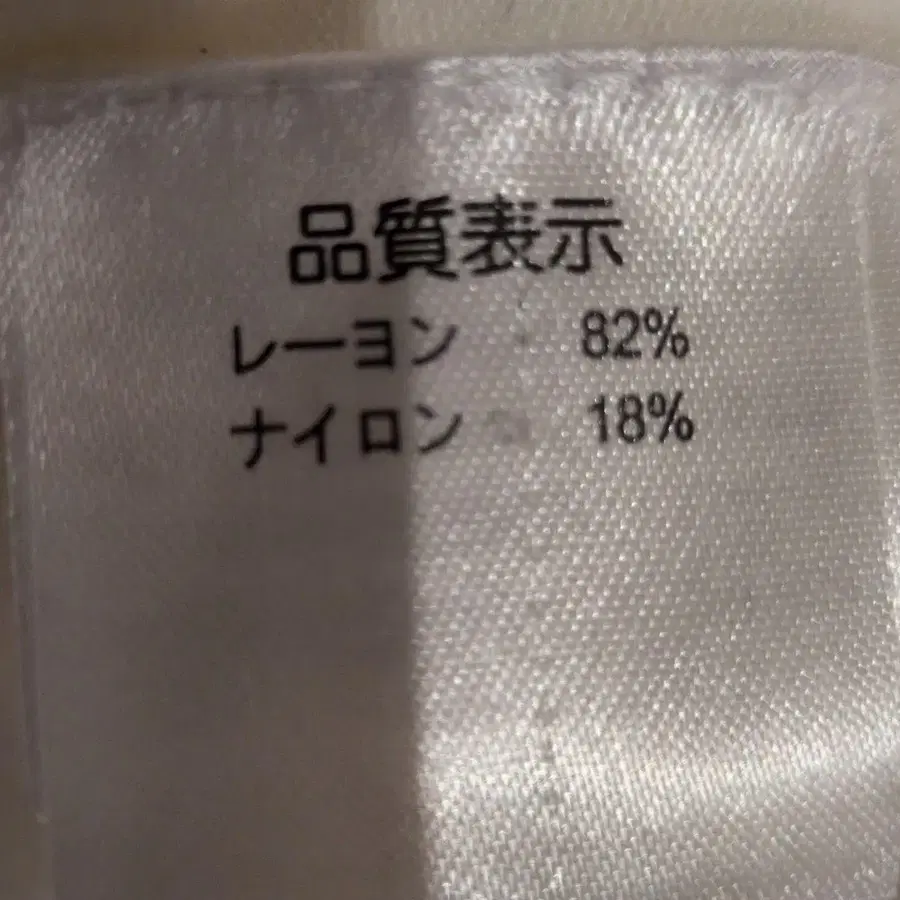 品質表示
レーヨン 82%
ナイロン 18%